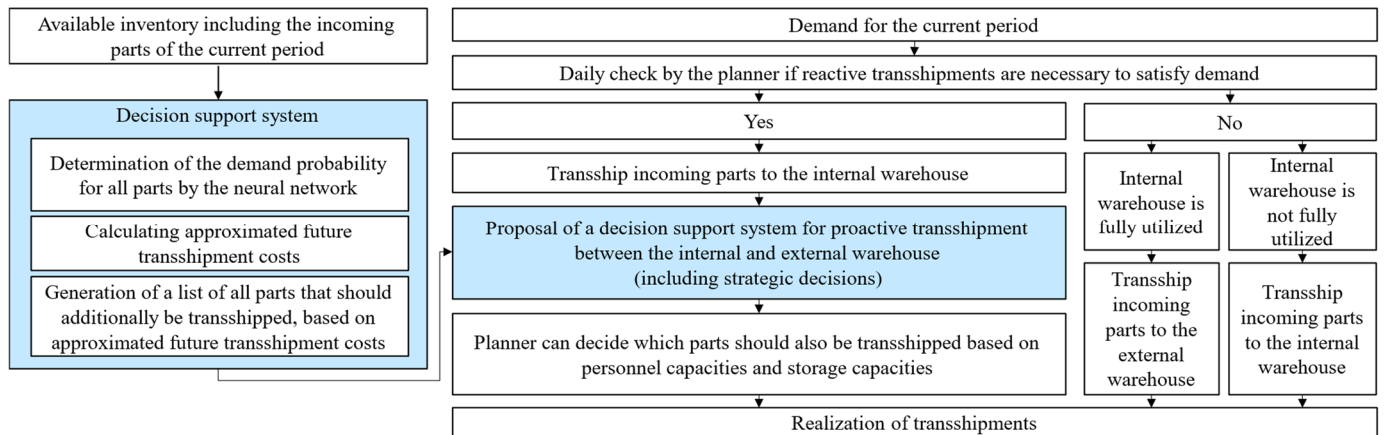 Available inventory including the incoming
parts of the current period
Decision support system
Determination of the demand probability
for all parts by the neural network
Calculating approximated future
transshipment costs
Generation of a list of all parts that should
additionally be transshipped, based on
approximated future transshipment costs
Demand for the current period
Daily check by the planner if reactive transshipments are necessary to satisfy demand
Yes
Transship incoming parts to the internal warehouse
Proposal of a decision support system for proactive transshipment
between the internal and external warehouse
(including strategic decisions)
Planner can decide which parts should also be transshipped based on
personnel capacities and storage capacities
No
Internal
warehouse is
fully utilized
Transship
incoming
parts to the
external
warehouse
Internal
warehouse is
not fully
utilized
Transship
incoming parts
to the internal
warehouse
Realization of transshipments